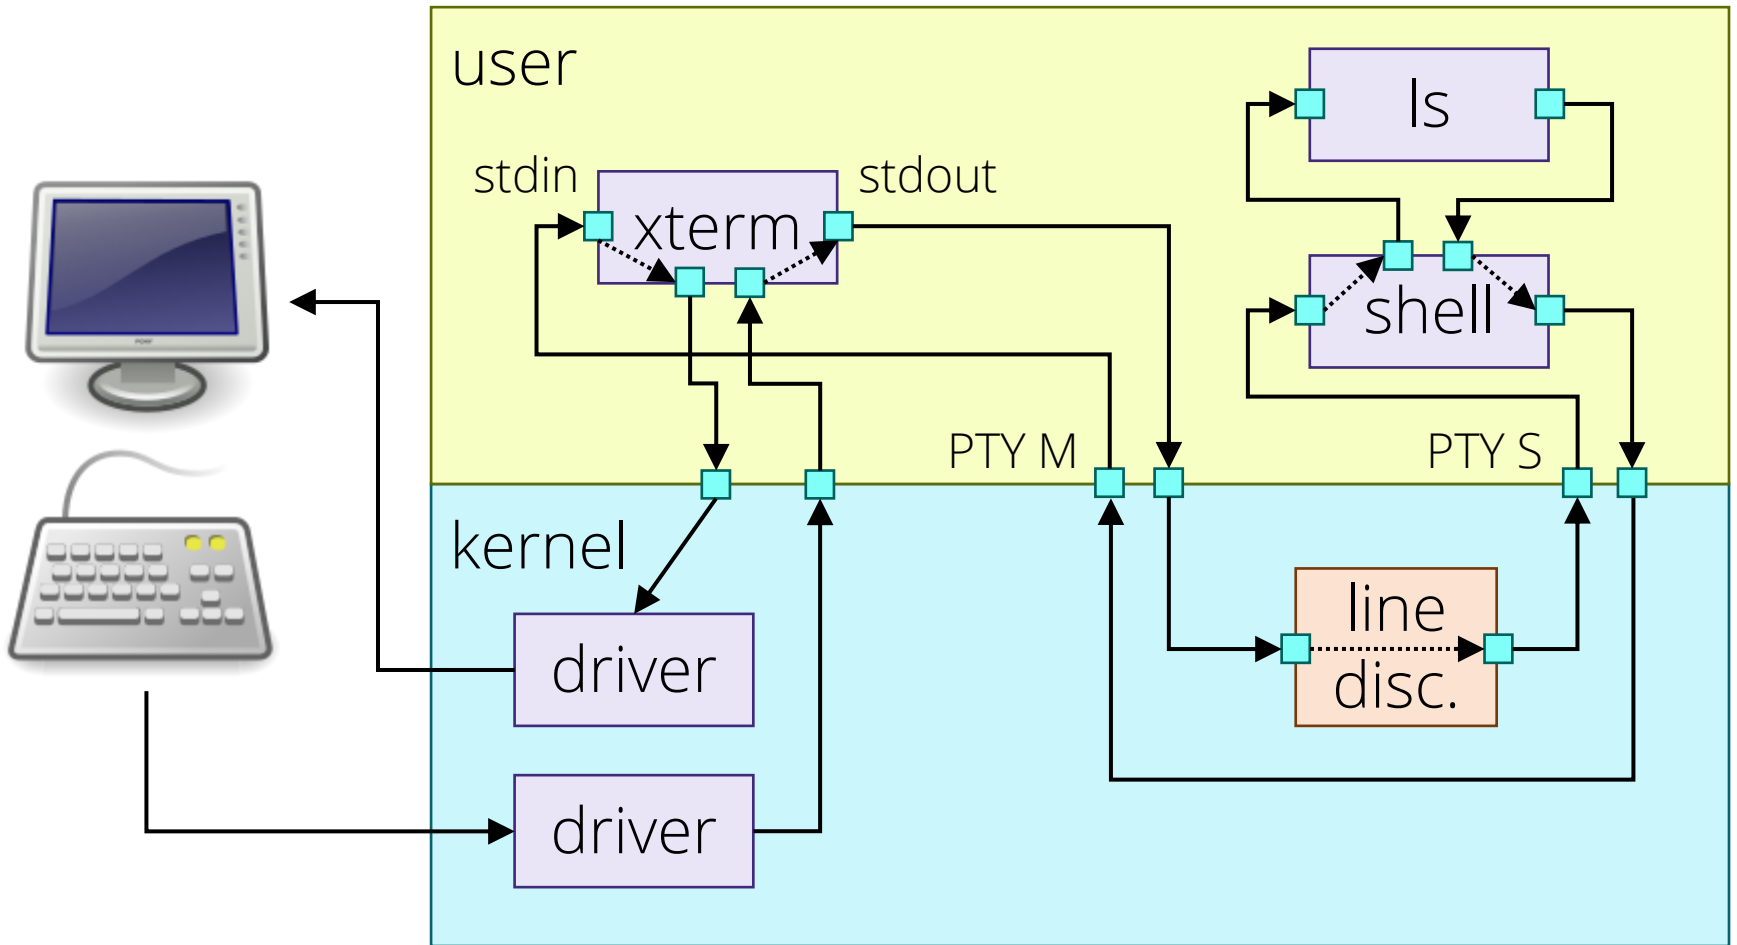 user
ls
stdin
stdout
xterm
shell
PTY M
PTY S
kernel
line
disc.
driver
driver